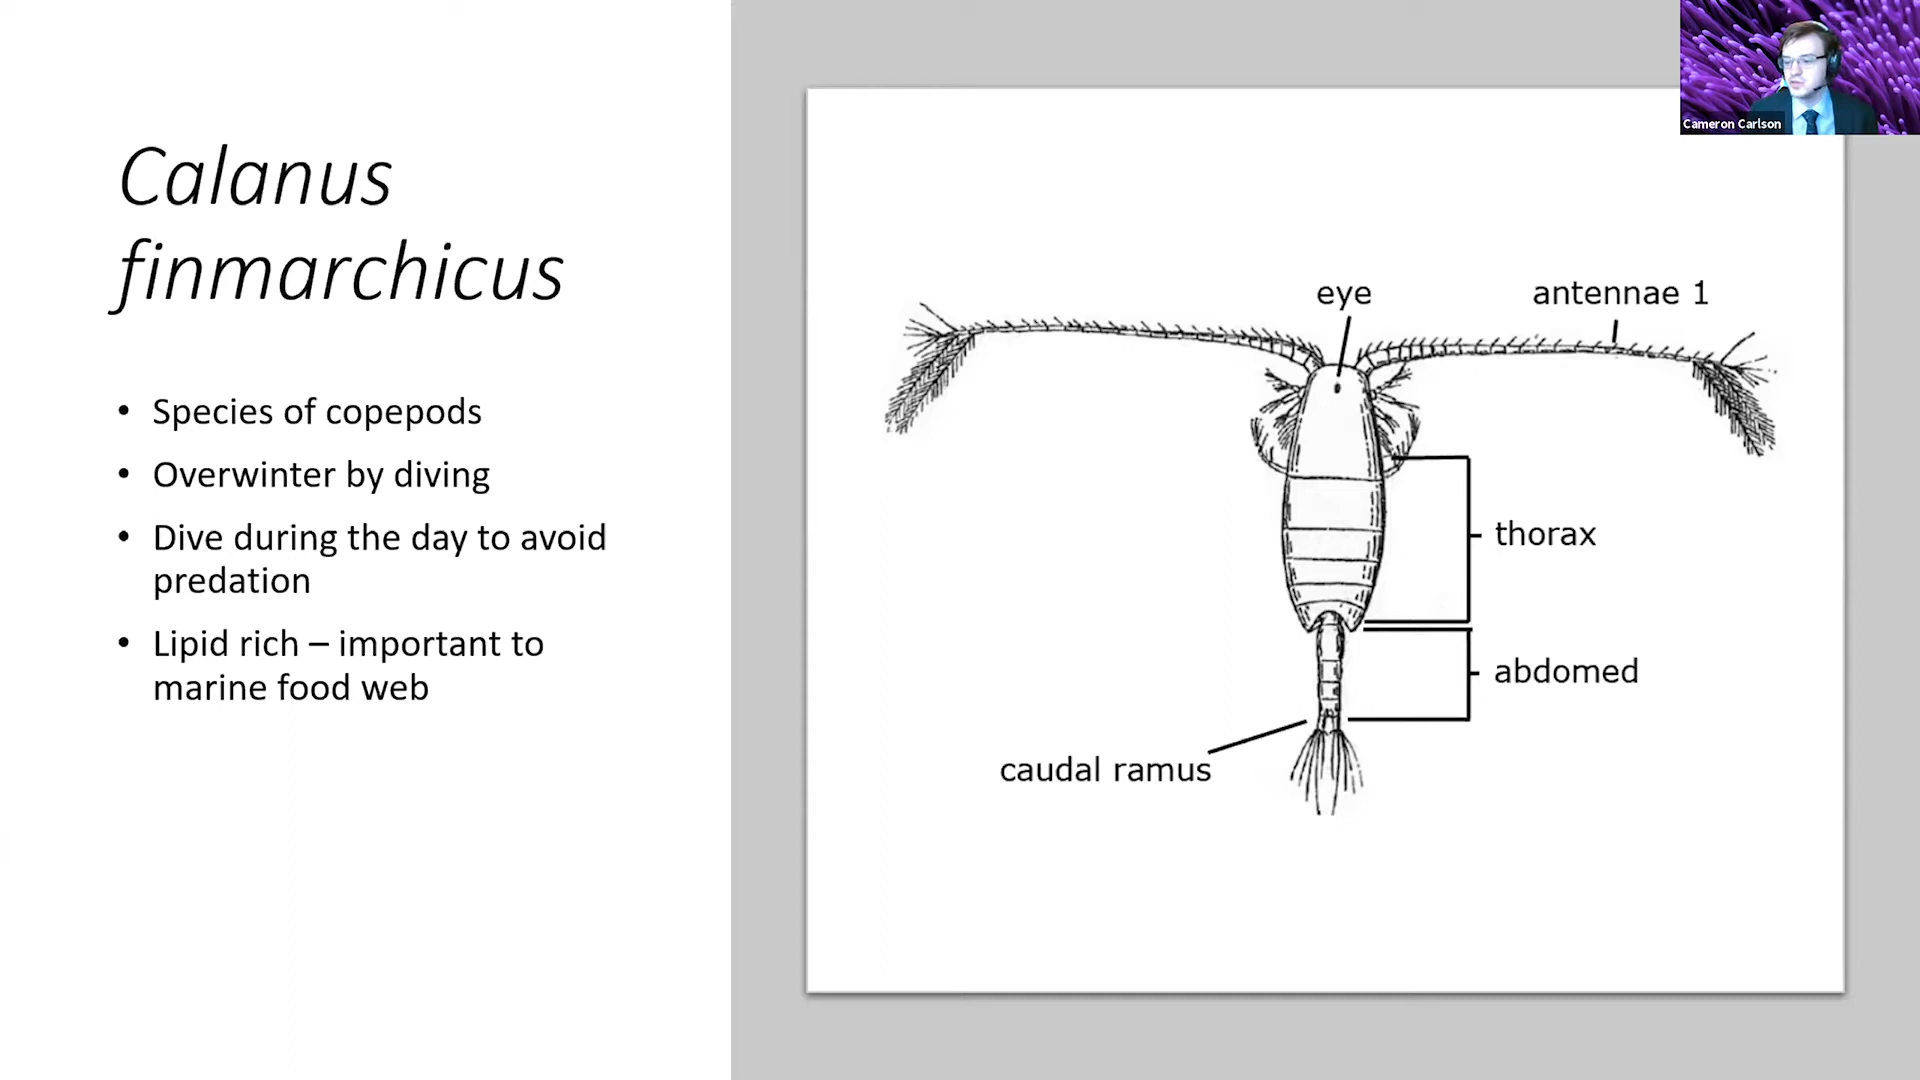 Calanus
finmarchicus
• Species of copepods
• Overwinter by diving
• Dive during the day to avoid
predation
• Lipid rich – important to
marine food web
eye
antennae 1
thorax
abdomed
caudal ramus
Cameron Carlson